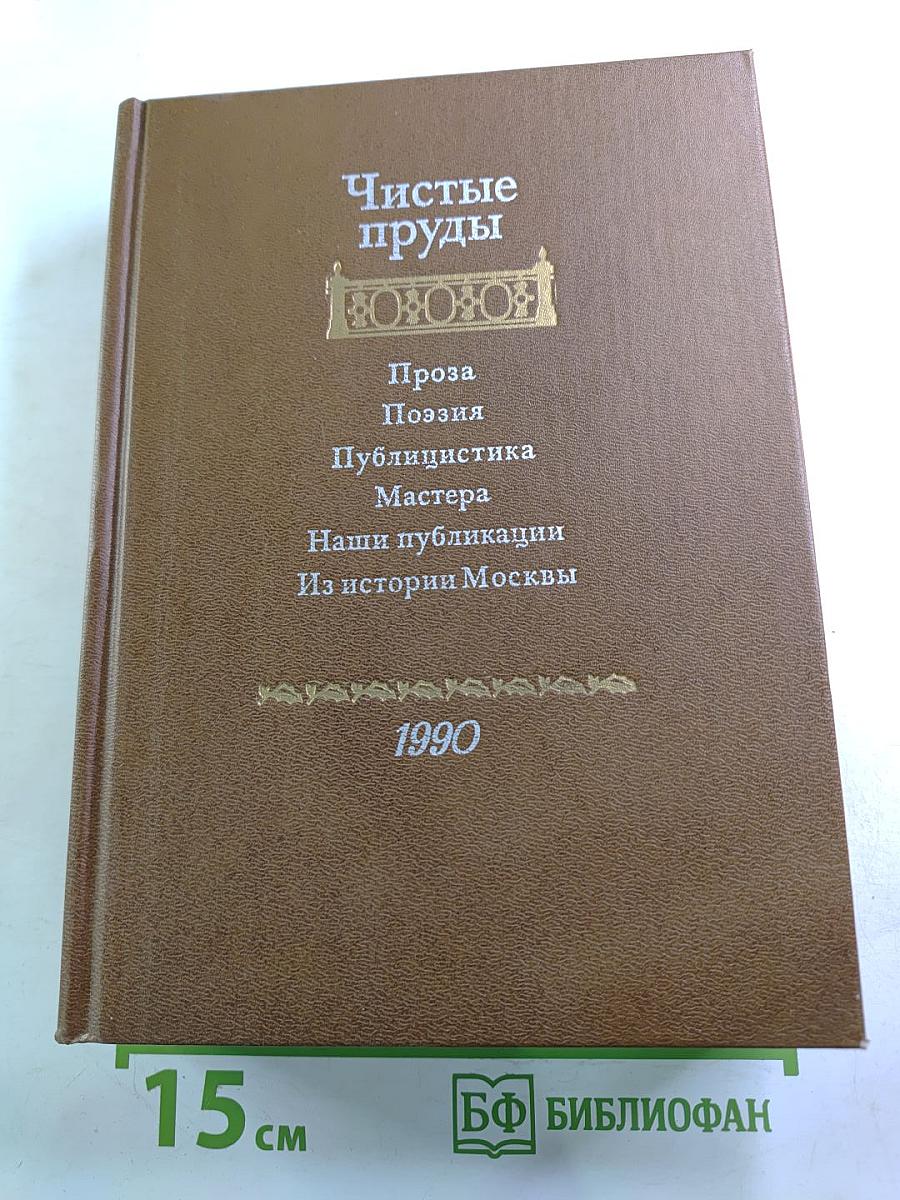 Чистые
пруды
Проза
Поэзия
Публицистика
Мастера
Наши публикации
Из истории Москвы
1990
15 см
БФ БИБЛИОФАН